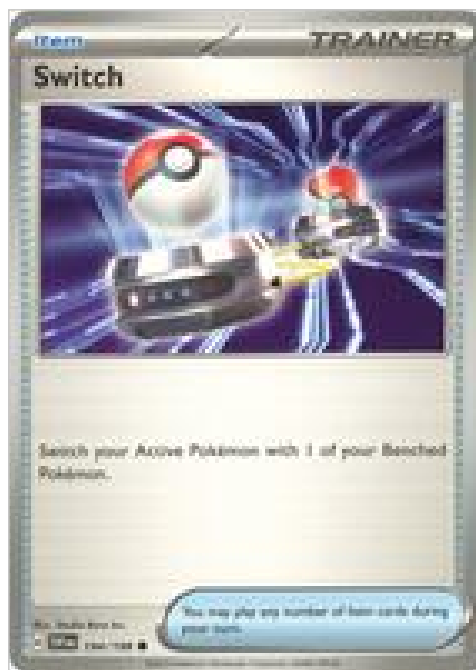 Item
TRAINER
Switch
Switch your Active Pokémon with 1 of your Benched
Pokémon.
You may play any number of Item cards during
your turn.